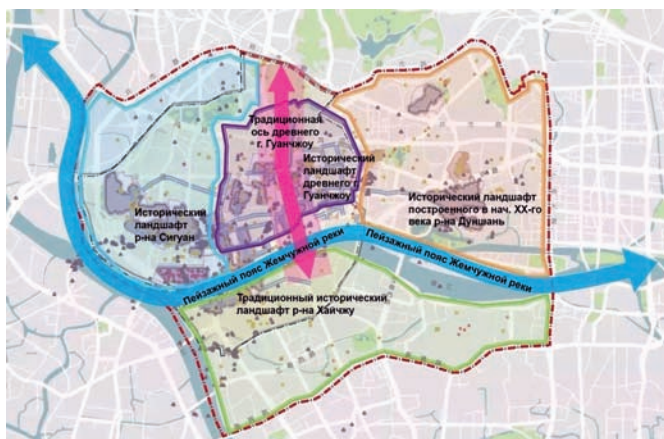 Традиционная
ось древнего
г. Гуанчжоу
Исторический
ландшафт
древнего г.
Гуанчжоу
Исторический
ландшафт
р-на Сигуан
Исторический ландшафт
построенного в нач. XX-го
века р-на Дуншань
Пейзажный пояс Жемчужной реки
Пейзажный пояс Жемчужной реки
Традиционный исторический
ландшафт р-на Хайчжу